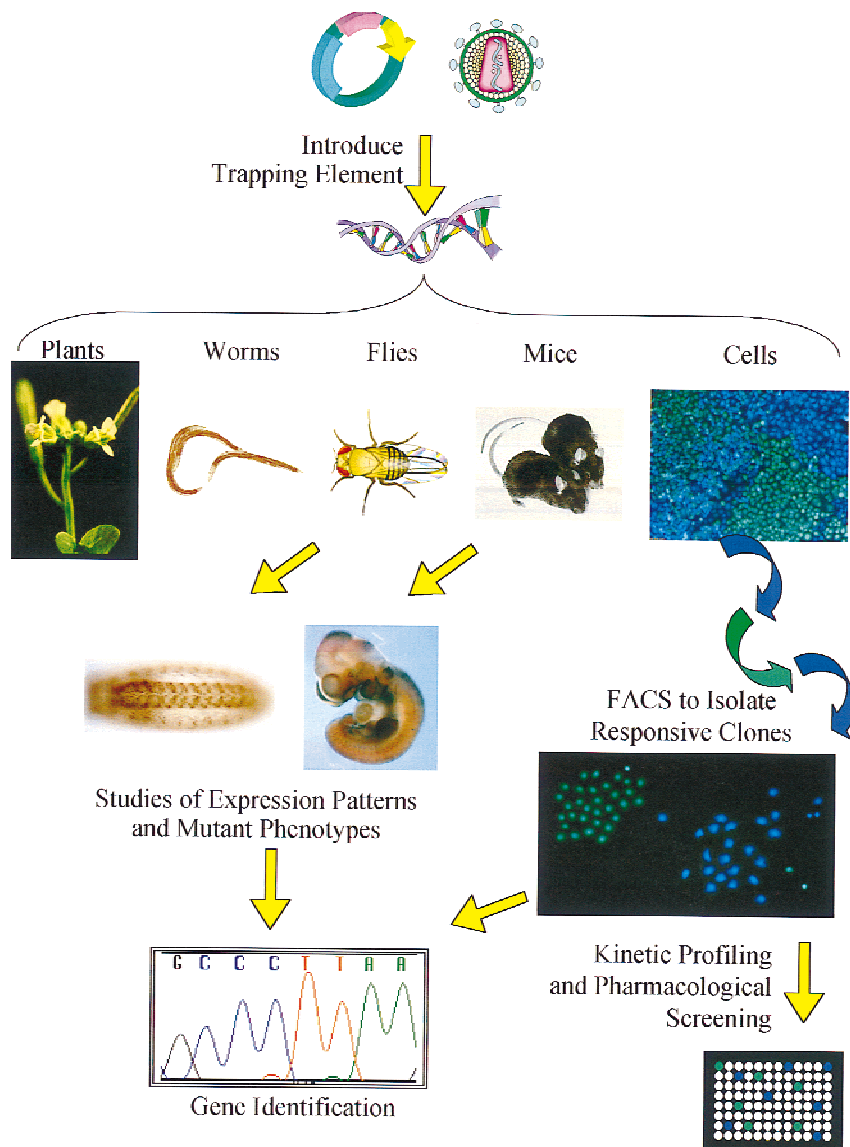 Introduce
Trapping Element
Plants
Worms
Flies
Mice
Cells
FACS to Isolate
Responsive Clones
Studies of Expression Patterns
and Mutant Phenotypes
G C C C T T A A
Kinetic Profiling
and Pharmacological
Screening
Gene Identification